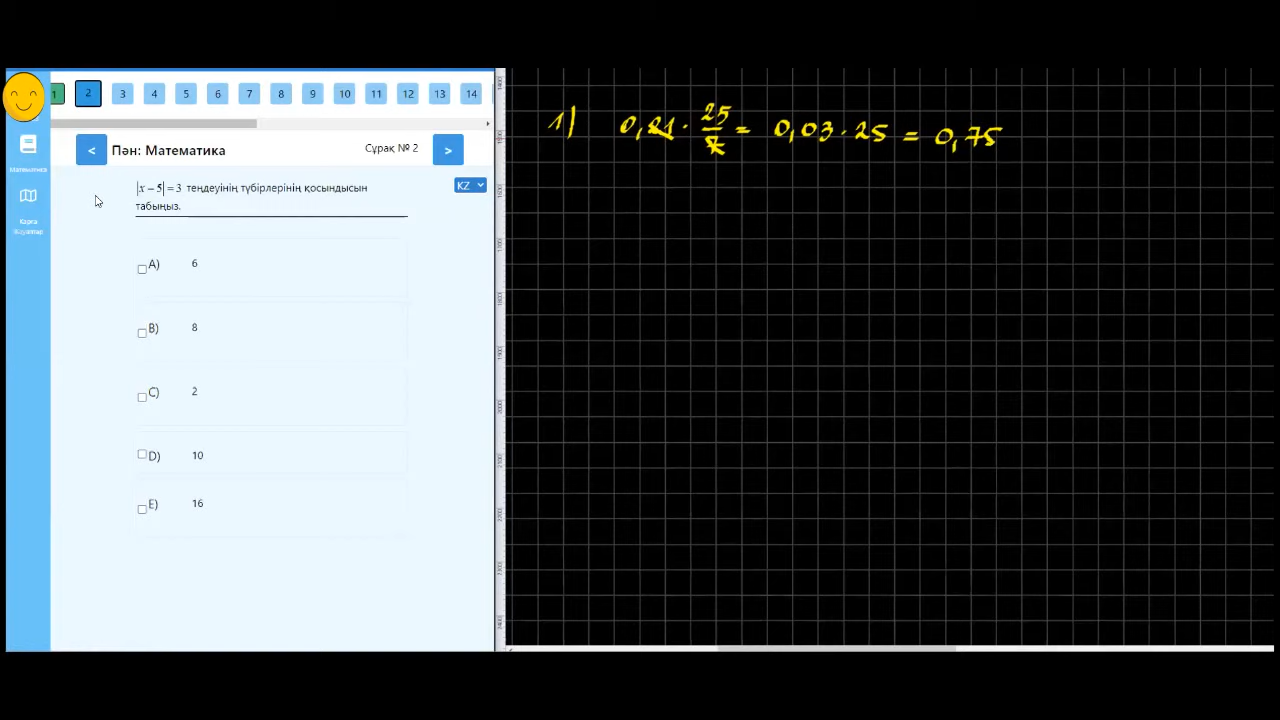 1 2 3 4 5 6 7 8 9 10 11 12 13 14
< Пән: Математика Сұрақ № 2 >
Математика
Карта
|x – 5| = 3 теңдеуінің түбірлерінің қосындысын
табыңыз.
KZ
A) 6
B) 8
C) 2
D) 10
E) 16
1) 0,21 · 25/7 = 0,03 · 25 = 0,75